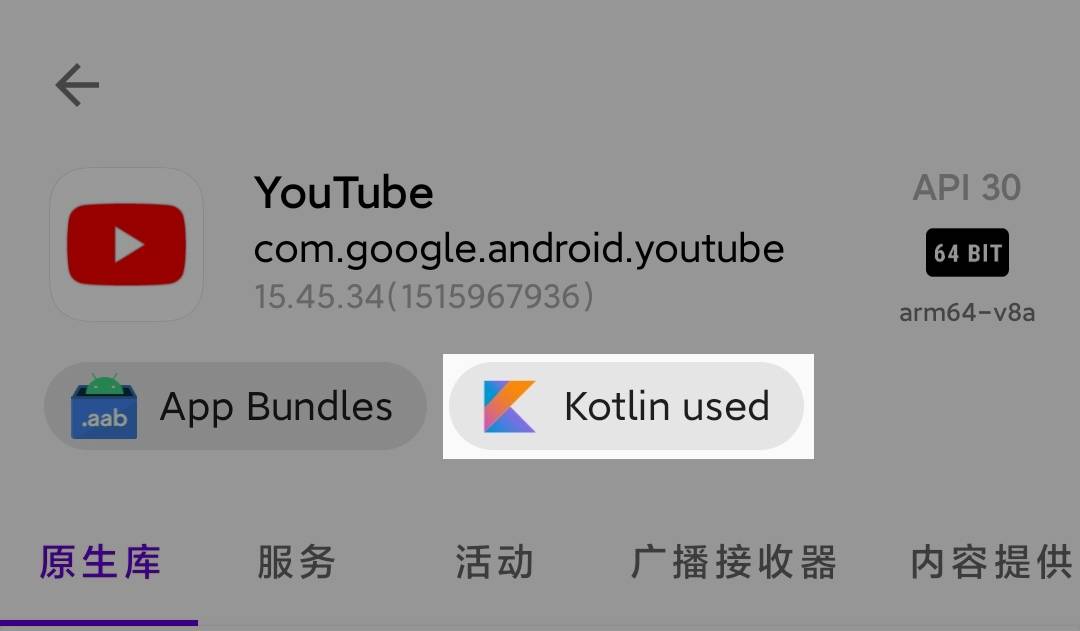 YouTube
API 30
com.google.android.youtube
64 BIT
15.45.34(1515967936)
arm64-v8a
.aab
App Bundles
Kotlin used
原生库
服务
活动
广播接收器
内容提供